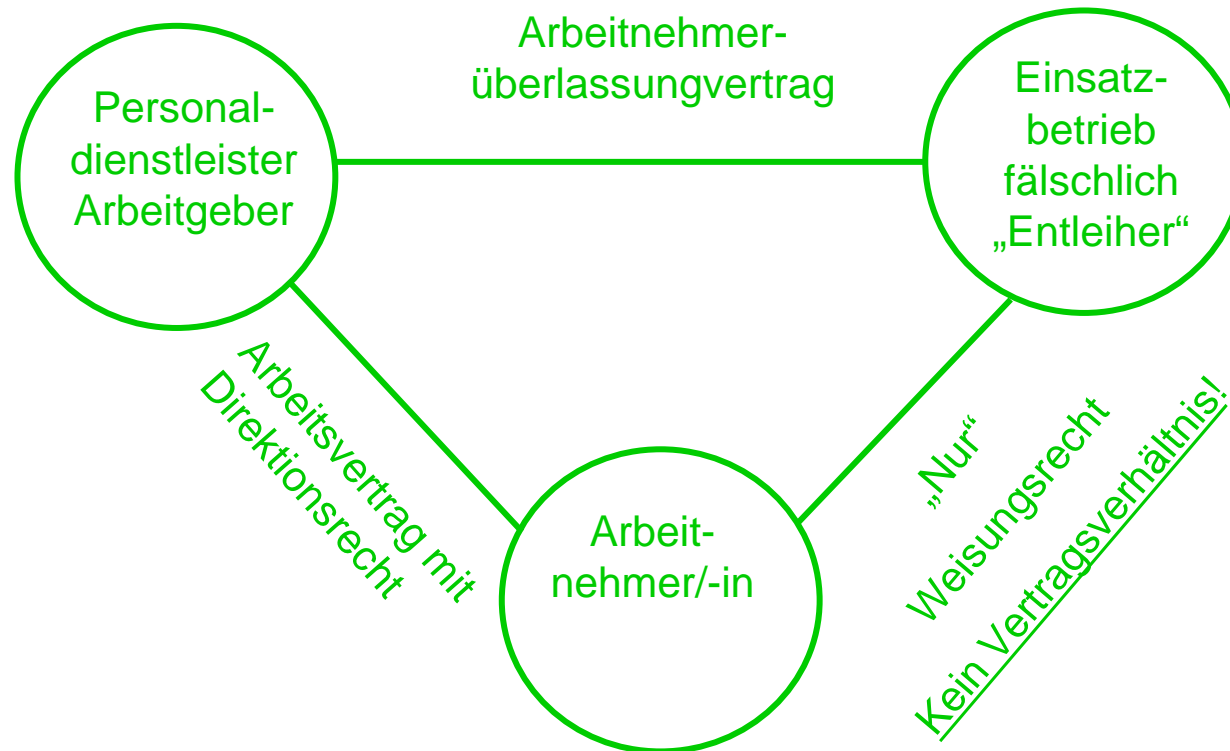 Arbeitnehmer-
überlassungvertrag
Personal-
dienstleister
Arbeitgeber
Einsatz-
betrieb
fälschlich
„Entleiher“
Arbeitsvertrag mit
Direktionsrecht
„Nur“
Weisungsrecht
Kein Vertragsverhältnis!
Arbeit-
nehmer/-in